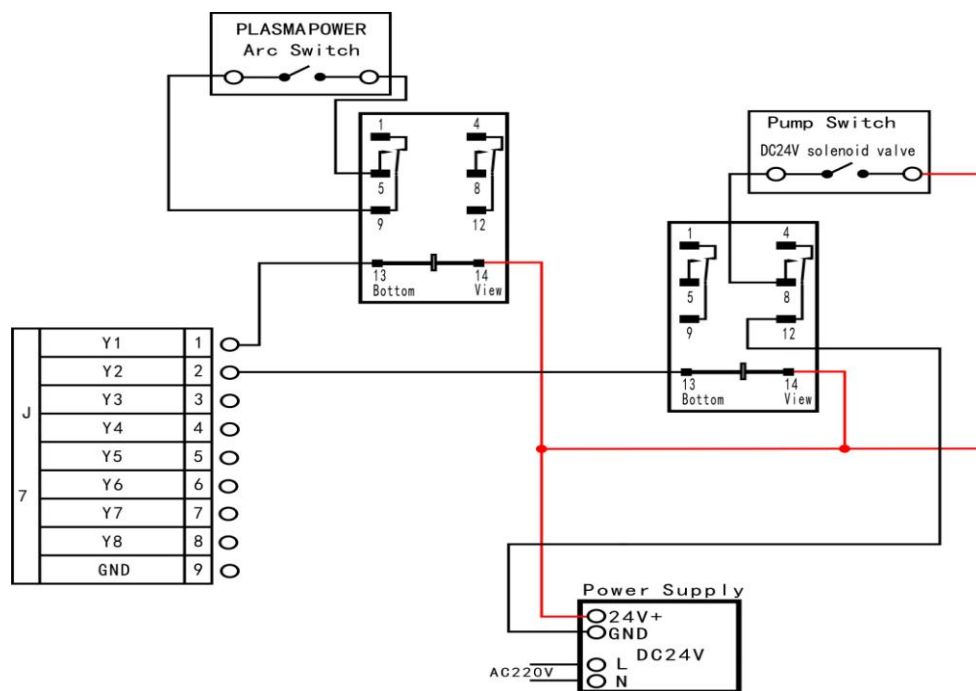 PLASMAPOWER
Arc Switch
1 4
5 8
9 12
13 14
Bottom View
Pump Switch
DC24V solenoid valve
1 4
5 8
9 12
13 14
Bottom View
J7
Y1 1
Y2 2
Y3 3
Y4 4
Y5 5
Y6 6
Y7 7
Y8 8
GND 9
Power Supply
24V+
GND
DC24V
AC220V
L
N